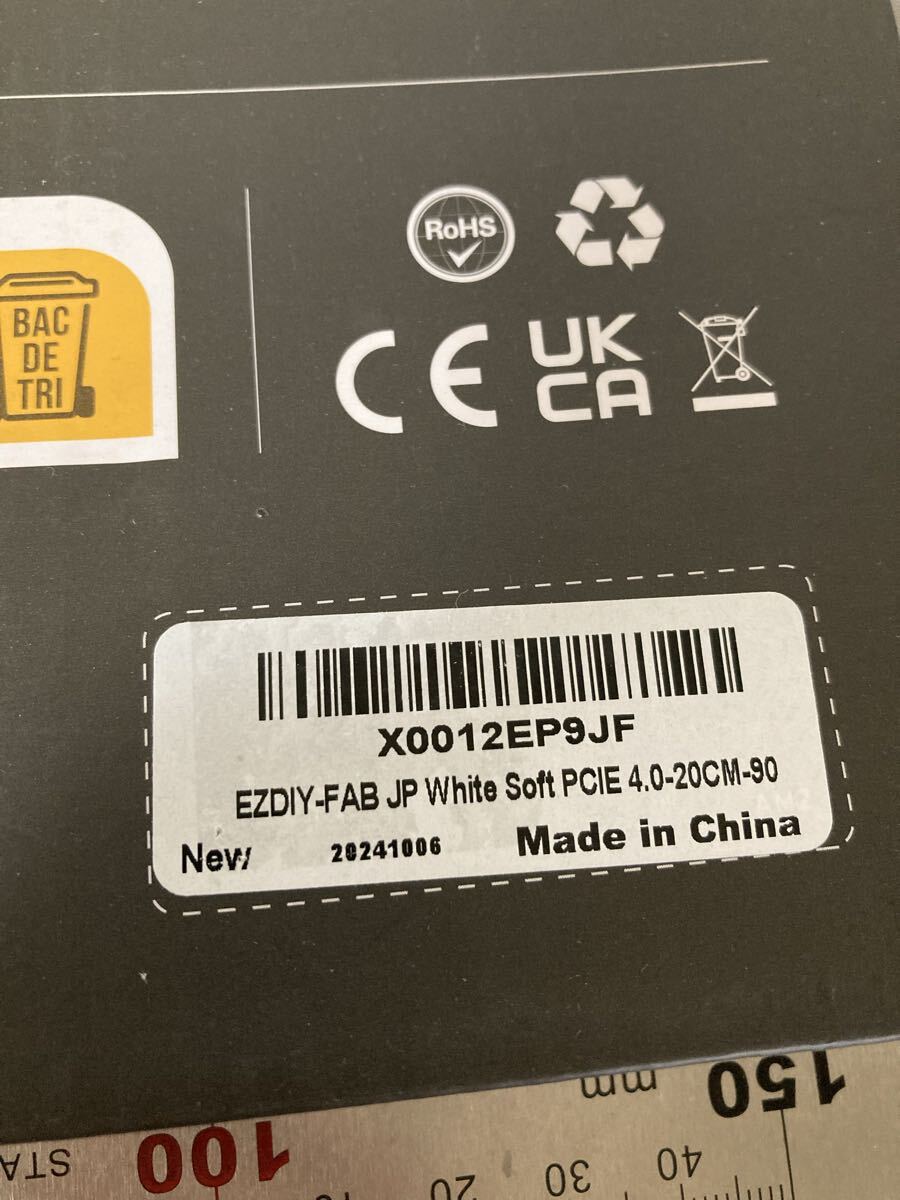 RoHS
BAC
DE
TRI
CE
UK
CA
X0012EP9JF
EZDIY-FAB JP White Soft PCIE 4.0-20CM-90
New
20241006
Made in China
mm
150
100
STA
20
30
40